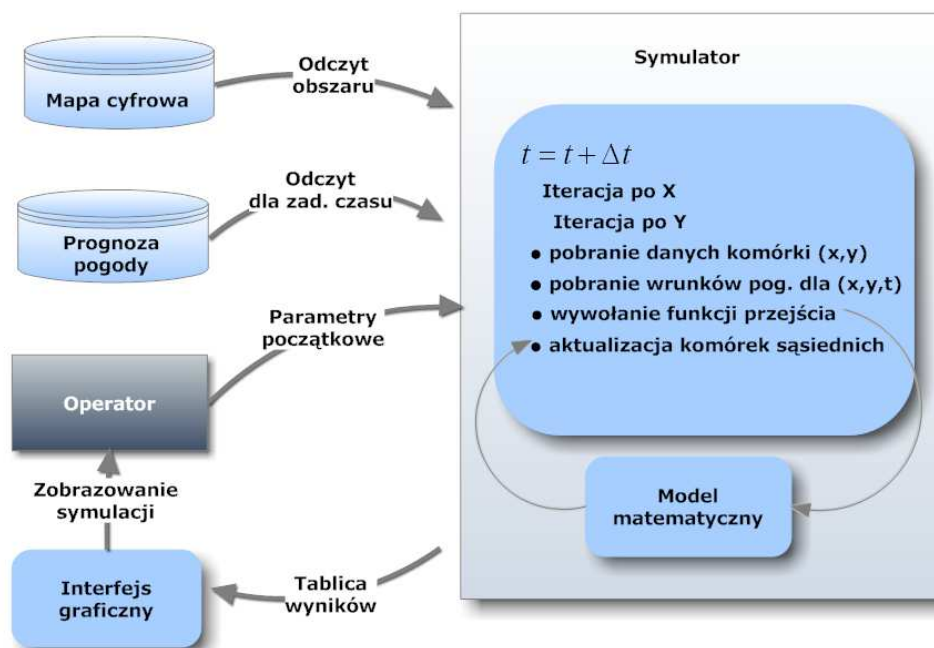 Mapa cyfrowa
Odczyt
obszaru
Symulator
t = t + Δt
Iteracja po X
Iteracja po Y
• pobranie danych komórki (x,y)
• pobranie wrunków pog. dla (x,y,t)
• wywołanie funkcji przejścia
• aktualizacja komórek sąsiednich
Odczyt
dla zad. czasu
Prognoza
pogody
Parametry
początkowe
Operator
Zobrazowanie
symulacji
Model
matematyczny
Interfejs
graficzny
Tablica
wyników